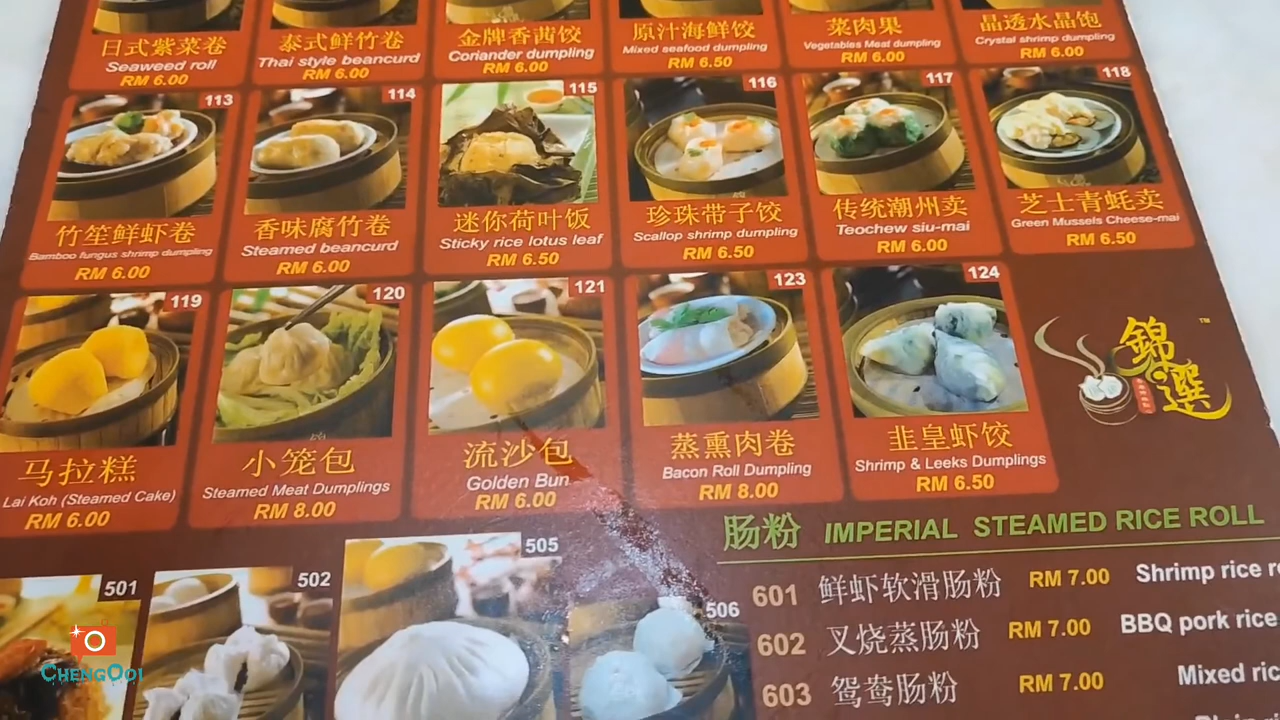 日式紫菜卷
Seaweed roll
RM 6.00
泰式鲜竹卷
Thai style beancurd
RM 6.00
金牌香茜饺
Coriander dumpling
RM 6.00
原汁海鲜饺
Mixed seafood dumpling
RM 6.50
菜肉果
Vegetables Meat dumpling
RM 6.00
晶透水晶饱
Crystal shrimp dumpling
RM 6.00
113
竹笙鲜虾卷
Bamboo fungus shrimp dumpling
RM 6.00
114
香味腐竹卷
Steamed beancurd
RM 6.00
115
迷你荷叶饭
Sticky rice lotus leaf
RM 6.50
116
珍珠带子饺
Scallop shrimp dumpling
RM 6.50
117
传统潮州卖
Teochew siu-mai
RM 6.00
118
芝士青蚝卖
Green Mussels Cheese-mai
RM 6.50
119
马拉糕
Lai Koh (Steamed Cake)
RM 6.00
120
小笼包
Steamed Meat Dumplings
RM 8.00
121
流沙包
Golden Bun
RM 6.00
123
蒸熏肉卷
Bacon Roll Dumpling
RM 8.00
124
韭皇虾饺
Shrimp & Leeks Dumplings
RM 6.50
錦選
TM
肠粉 IMPERIAL STEAMED RICE ROLL
601 鲜虾软滑肠粉 RM 7.00 Shrimp rice
602 叉烧蒸肠粉 RM 7.00 BBQ pork rice
603 鸳鸯肠粉 RM 7.00 Mixed
501
502
505
506
CHENGOOI